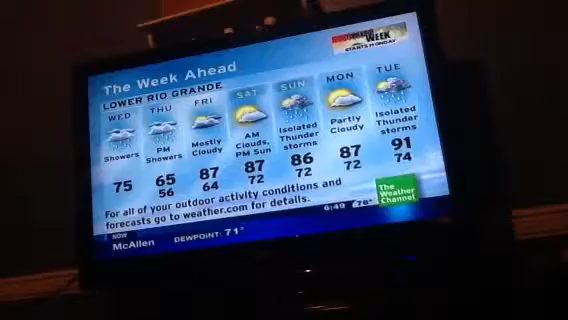 The Week Ahead
WEEK
STARTS MONDAY
LOWER RIO GRANDE
WED THU FRI SAT SUN MON TUE
Showers
PM Showers
Mostly Cloudy
AM Clouds, PM Sun
Isolated Thunder storms
Partly Cloudy
Isolated Thunder storms
75 65 87 87 86 87 91
56 64 72 72 72 74
For all of your outdoor activity conditions and
forecasts go to weather.com for details.
The
Weather
Channel
NOW
6:49 76°
McAllen DEWPOINT: 71°